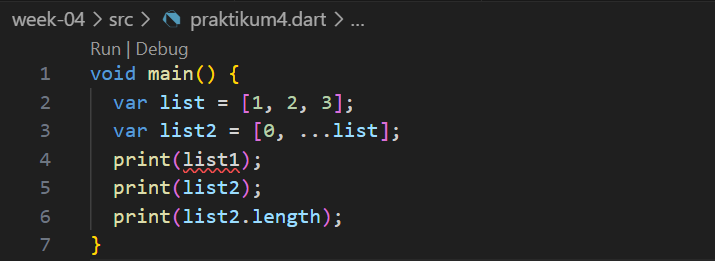 week-04 > src > praktikum4.dart > ...
Run | Debug
1 void main() {
2   var list = [1, 2, 3];
3   var list2 = [0, ...list];
4   print(list1);
5   print(list2);
6   print(list2.length);
7 }